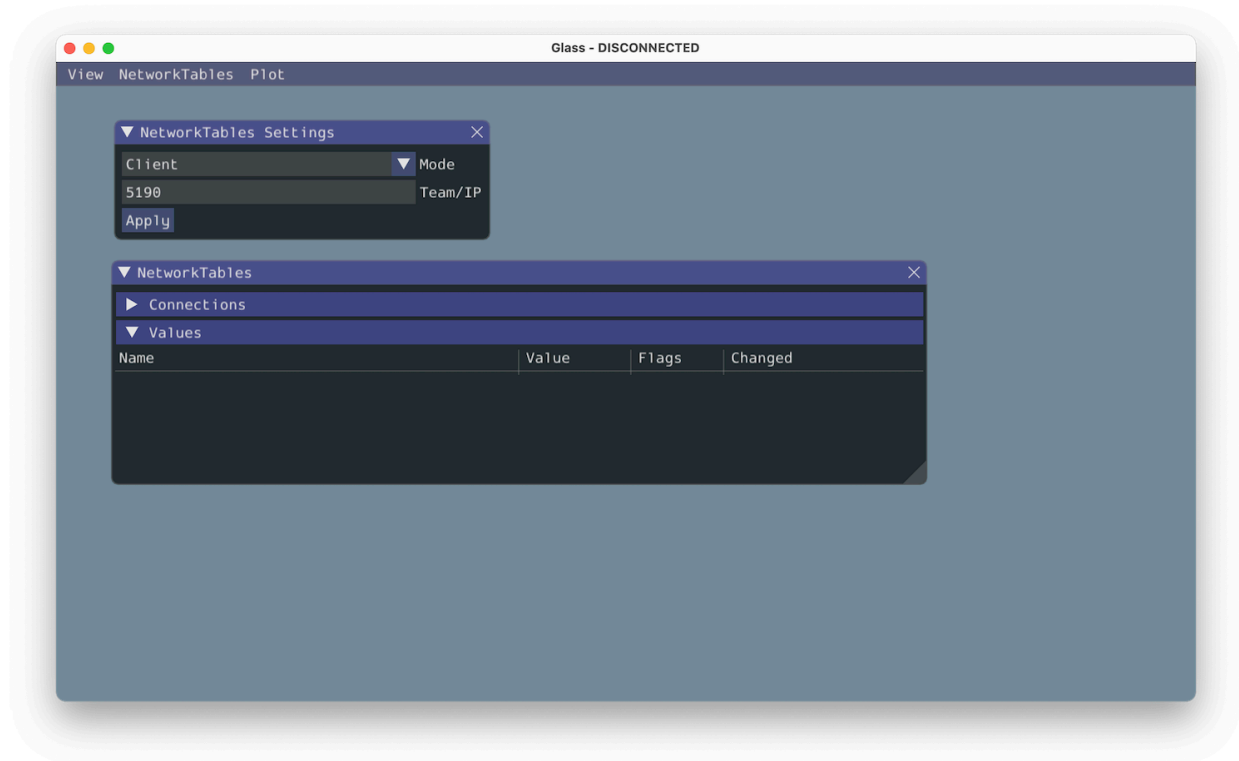 Glass - DISCONNECTED
View NetworkTables Plot
NetworkTables Settings
Client Mode
5190 Team/IP
Apply
NetworkTables
Connections
Values
Name Value Flags Changed